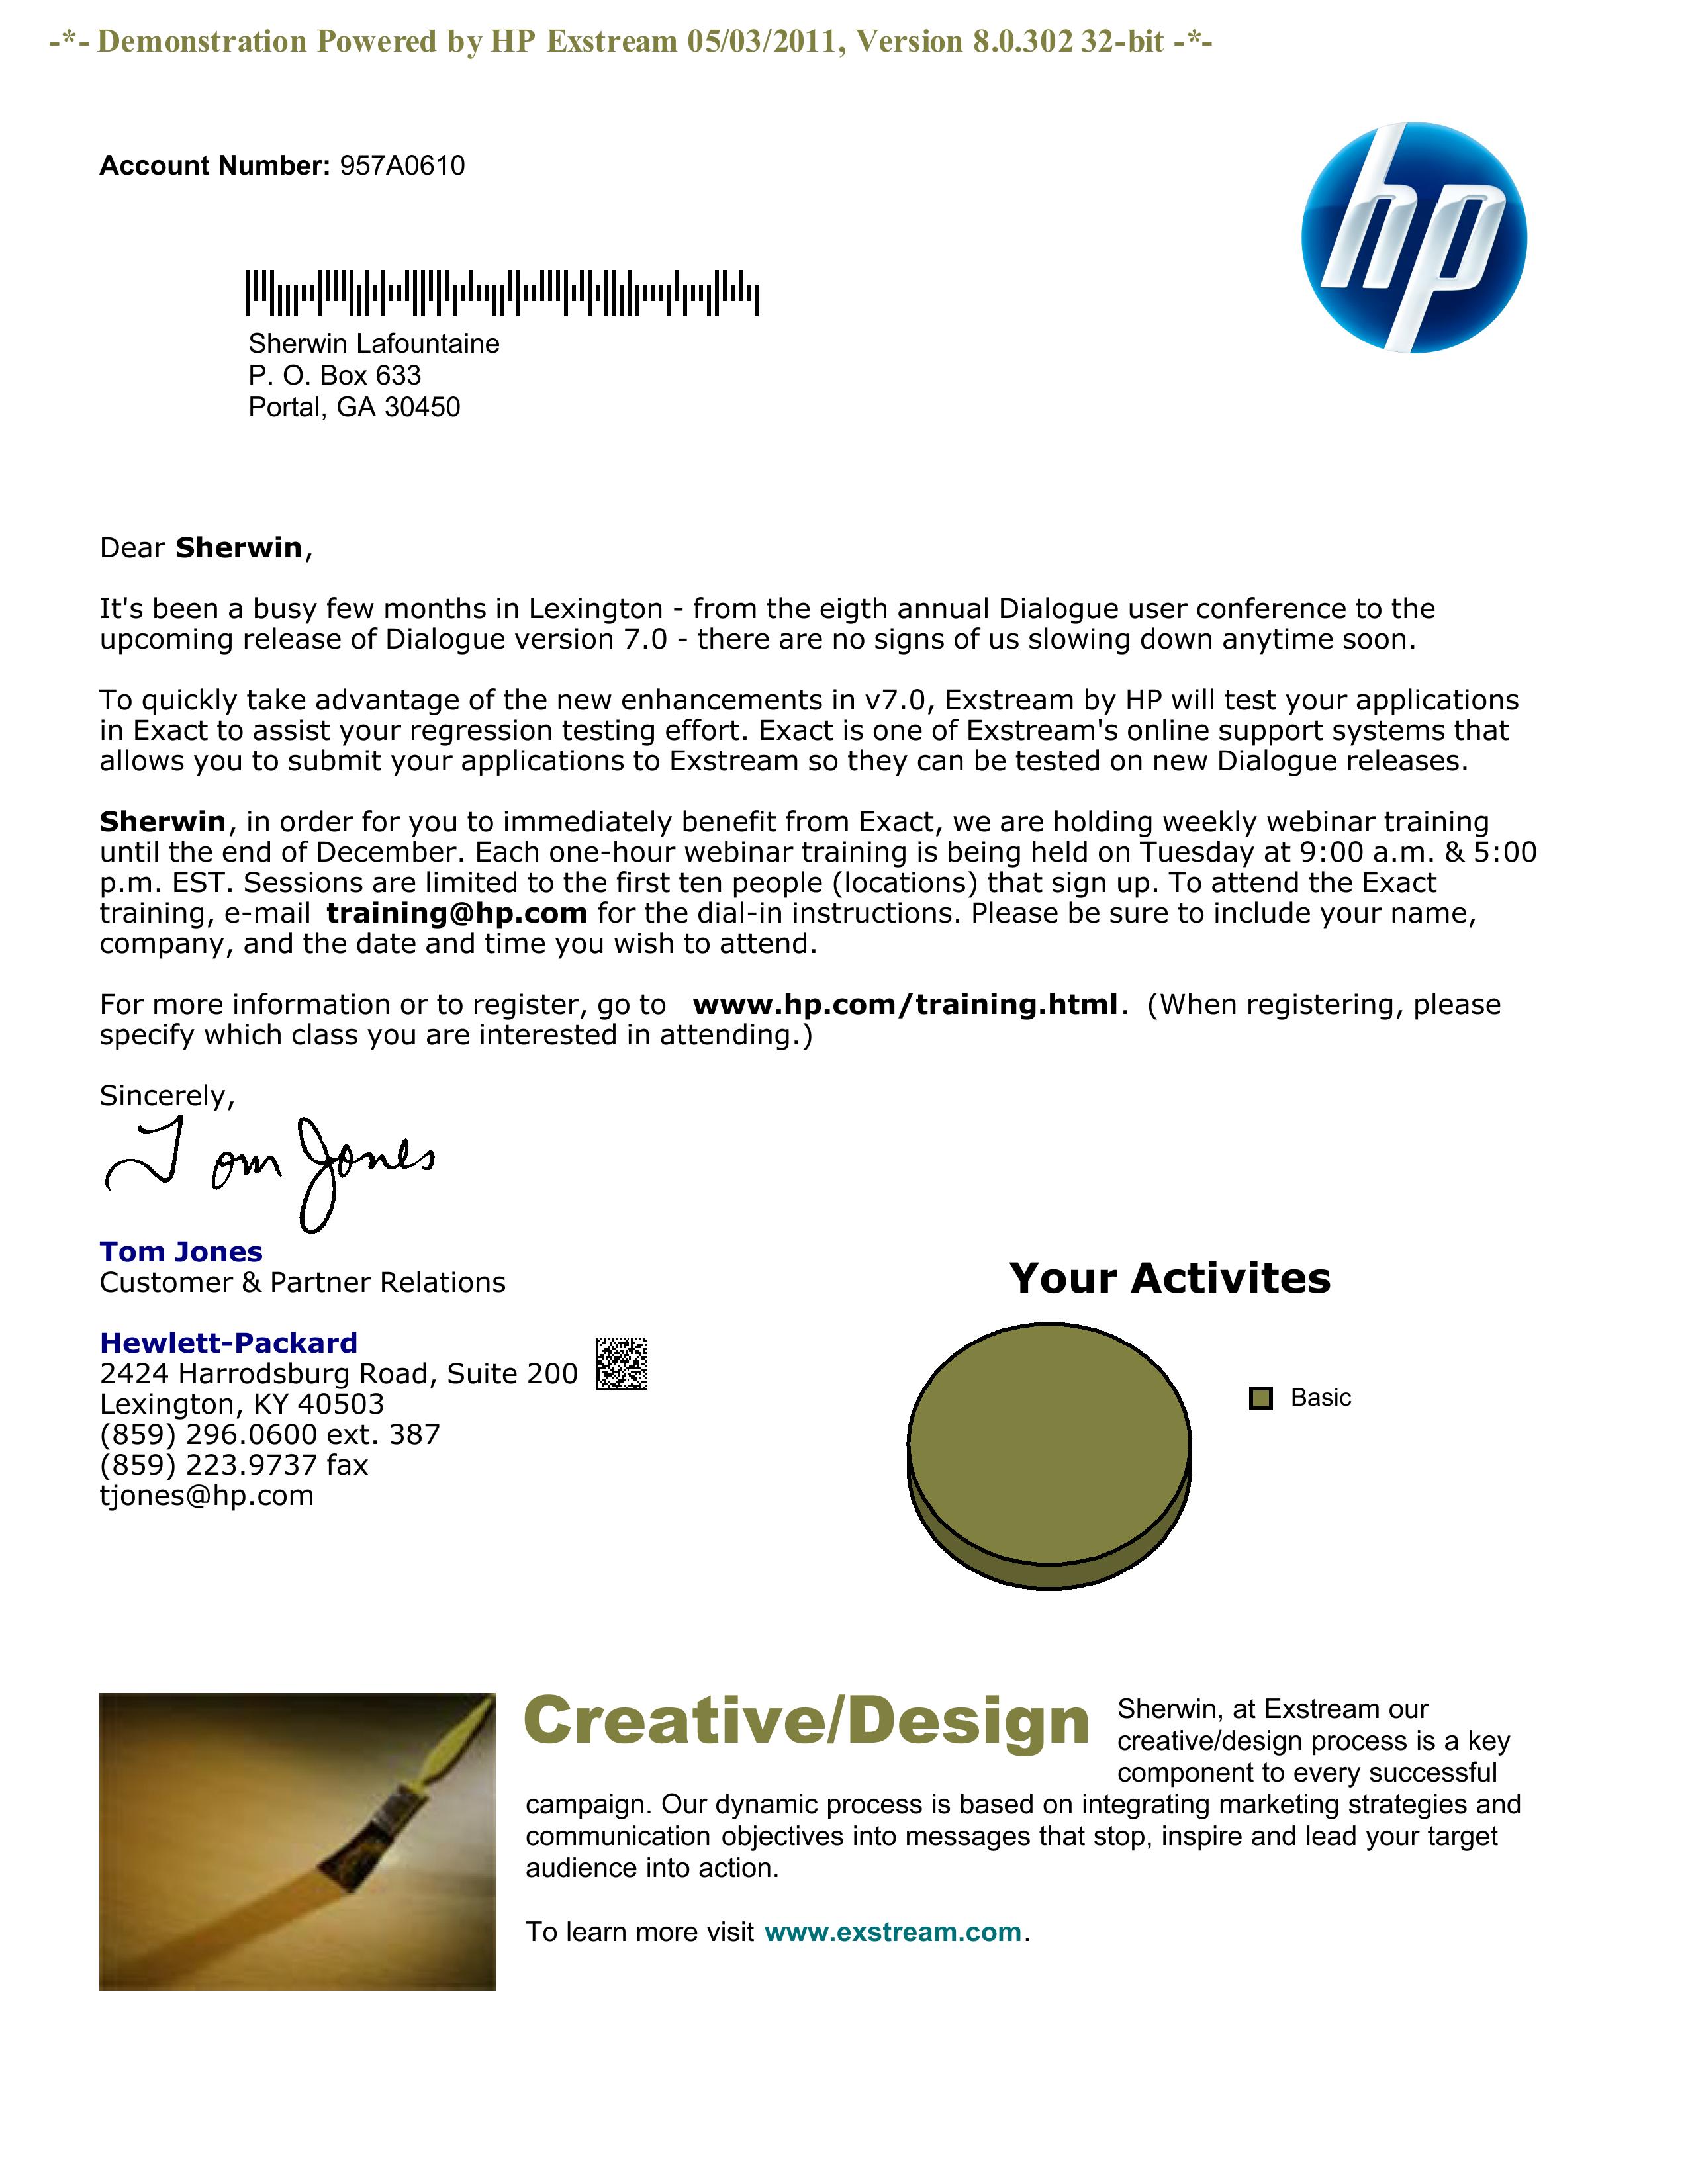 -*- Demonstration Powered by HP Exstream 05/03/2011, Version 8.0.302 32-bit -*-
Account Number: 957A0610
hp
Sherwin Lafountaine
P. O. Box 633
Portal, GA 30450
Dear Sherwin,
It's been a busy few months in Lexington - from the eigth annual Dialogue user conference to the
upcoming release of Dialogue version 7.0 - there are no signs of us slowing down anytime soon.
To quickly take advantage of the new enhancements in v7.0, Exstream by HP will test your applications
in Exact to assist your regression testing effort. Exact is one of Exstream's online support systems that
allows you to submit your applications to Exstream so they can be tested on new Dialogue releases.
Sherwin, in order for you to immediately benefit from Exact, we are holding weekly webinar training
until the end of December. Each one-hour webinar training is being held on Tuesday at 9:00 a.m. & 5:00
p.m. EST. Sessions are limited to the first ten people (locations) that sign up. To attend the Exact
training, e-mail training@hp.com for the dial-in instructions. Please be sure to include your name,
company, and the date and time you wish to attend.
For more information or to register, go to www.hp.com/training.html. (When registering, please
specify which class you are interested in attending.)
Sincerely,
Tom Jones
Tom Jones
Customer & Partner Relations
Hewlett-Packard
2424 Harrodsburg Road, Suite 200
Lexington, KY 40503
(859) 296.0600 ext. 387
(859) 223.9737 fax
tjones@hp.com
Your Activites
Basic
Creative/Design
Sherwin, at Exstream our
creative/design process is a key
component to every successful
campaign. Our dynamic process is based on integrating marketing strategies and
communication objectives into messages that stop, inspire and lead your target
audience into action.
To learn more visit www.exstream.com.